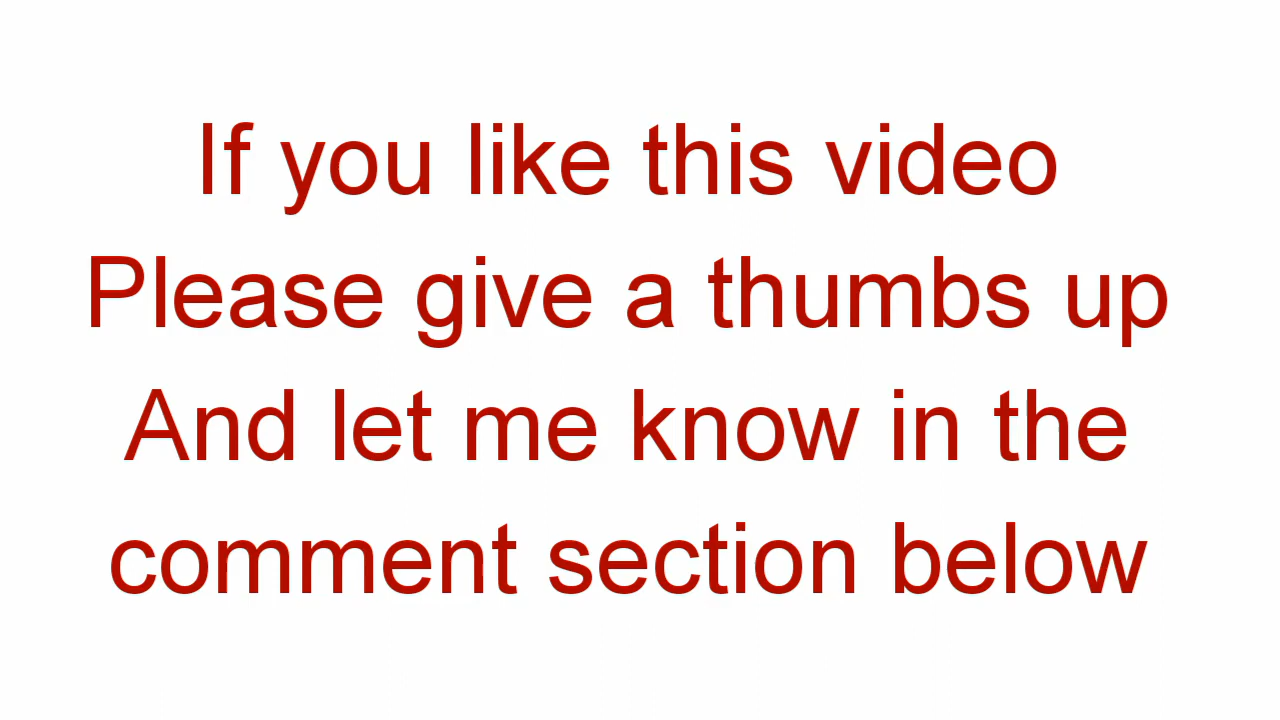 If you like this video
Please give a thumbs up
And let me know in the
comment section below